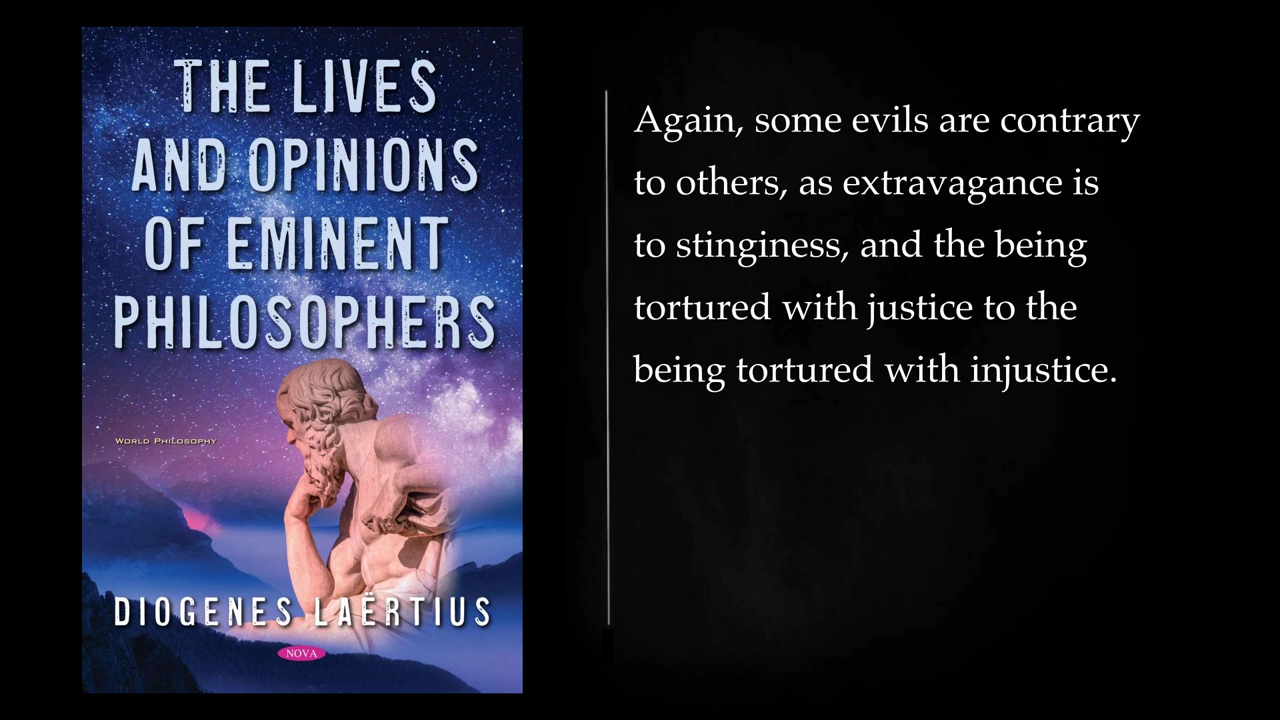 THE LIVES
AND OPINIONS
OF EMINENT
PHILOSOPHERS
WORLD PHILOSOPHY
DIOGENES LAËRTIUS
NOVA
Again, some evils are contrary
to others, as extravagance is
to stinginess, and the being
tortured with justice to the
being tortured with injustice.